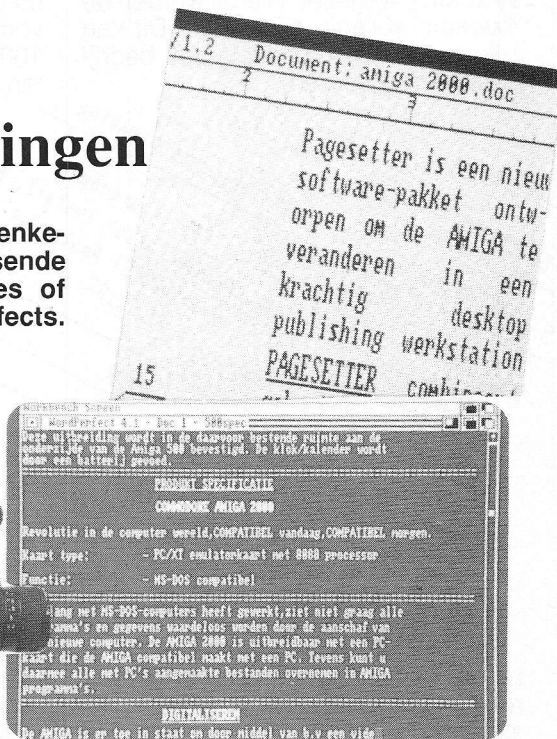 /1.2 Document: amiga 2000.doc
2 3
ingen
Pagesetter is een nieuw
software-pakket ontw-
orpen om de AMIGA te
veranderen in een
krachtig desktop
publishing werkstation
15 PAGESETTER
enke-
sende
es of
fects.
Workbench Screen
WordPerfect 4.1 - Doc 1 - 500spec
Deze uitbreiding wordt in de daarvoor bestende ruimte aan de
onderzijde van de Amiga 500 bevestigd. De klok/kalender wordt
door een batterij gevoed.
PRODUKT SPECIFICATIE
COMMODORE AMIGA 2000
Revolutie in de computer wereld,COMPATIBEL vandaag,COMPATIBEL morgen.
Kaart type: - PC/XT emulatorkaart met 8088 processor
Functie: - MS-DOS compatibel
lang met MS-DOS-computers heeft gewerkt,ziet niet graag alle
ramma's en gegevens waardeloos worden door de aanschaf van
nieuwe computer. De AMIGA 2000 is uitbreidbaar met een PC-
kaart die de AMIGA compatibel maakt met een PC. Tevens kunt u
daarmee alle met PC's aangemaakte bestanden overnemen in AMIGA
programma's.
DIGITALISEREN
De AMIGA is er toe in staat om door middel van b.v een vide